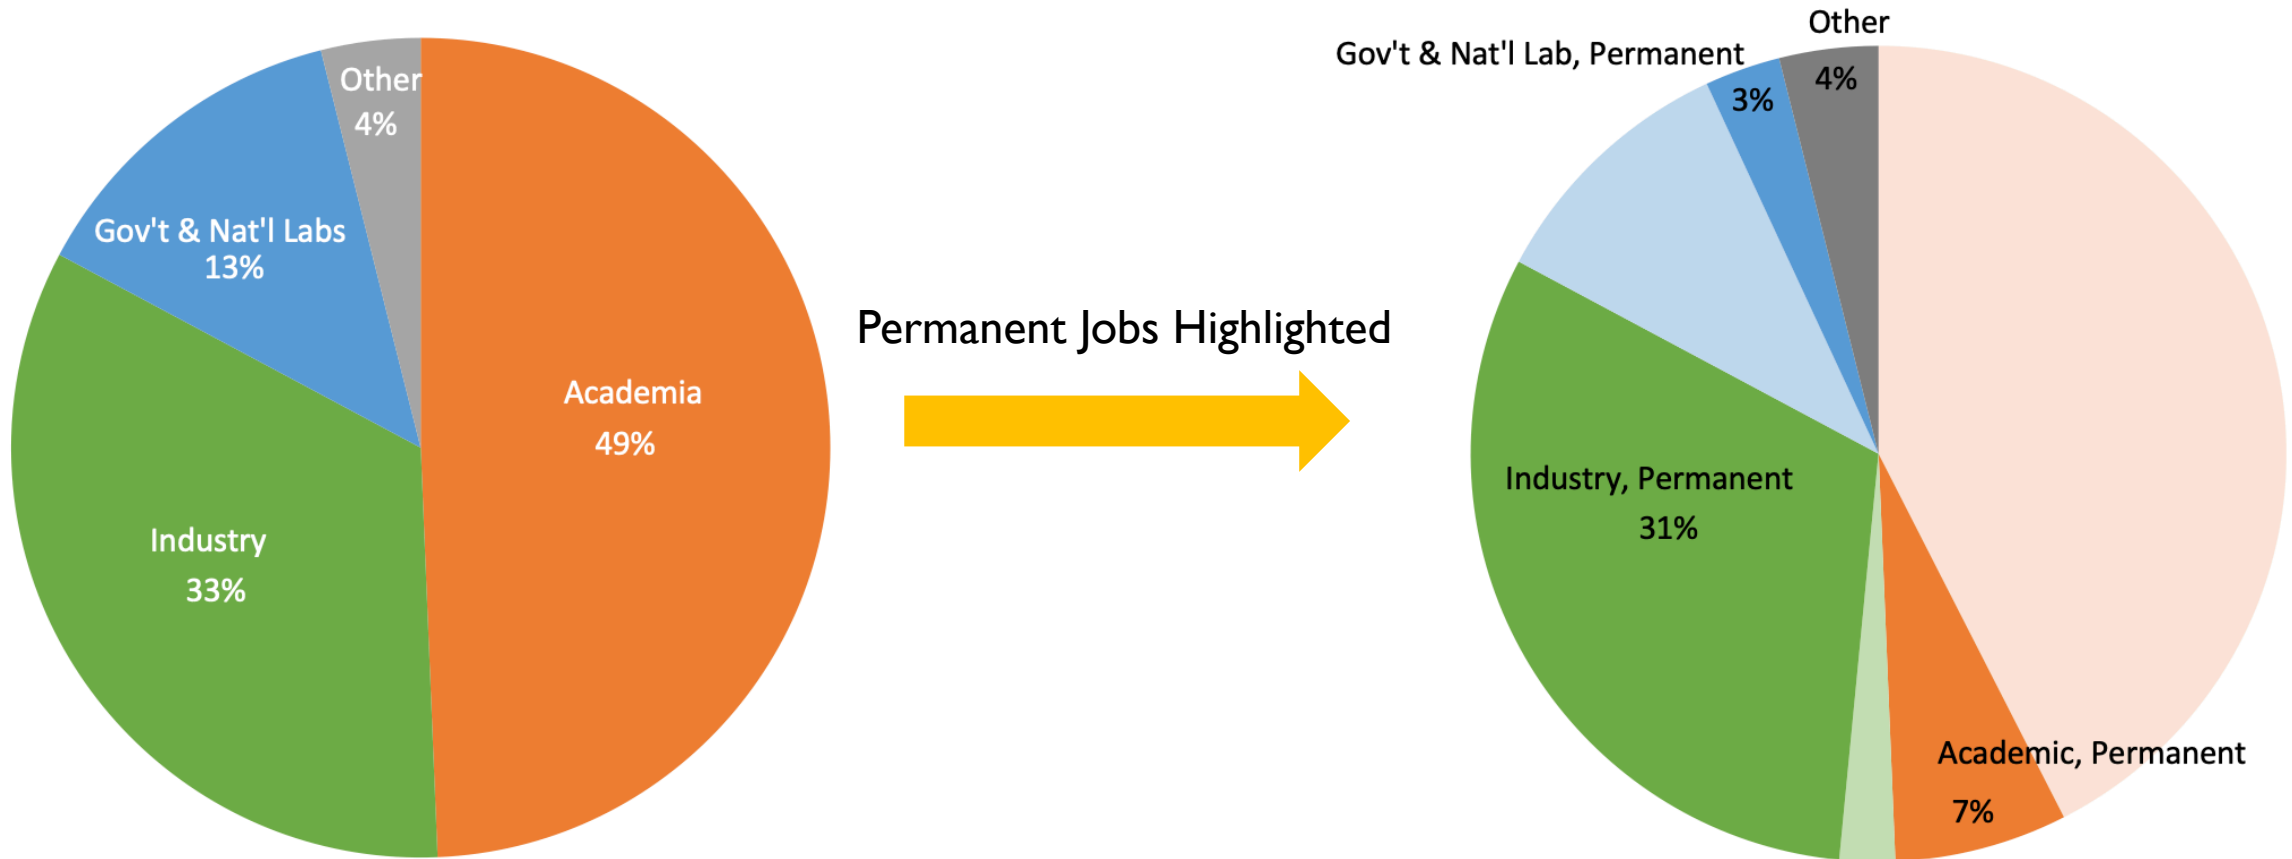 Other
4%
Gov't & Nat'l Labs
13%
Academia
49%
Industry
33%
Permanent Jobs Highlighted
Other
4%
Gov't & Nat'l Lab, Permanent
3%
Industry, Permanent
31%
Academic, Permanent
7%